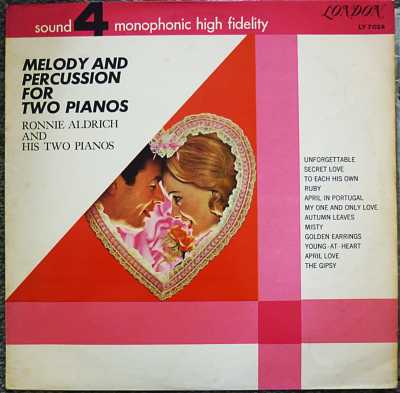 sound 4 monophonic high fidelity
LONDON
LY 7024
MELODY AND
PERCUSSION
FOR
TWO PIANOS
RONNIE ALDRICH
AND
HIS TWO PIANOS
UNFORGETTABLE
SECRET LOVE
TO EACH HIS OWN
RUBY
APRIL IN PORTUGAL
MY ONE AND ONLY LOVE
AUTUMN LEAVES
MISTY
GOLDEN EARRINGS
YOUNG-AT-HEART
APRIL LOVE
THE GIPSY